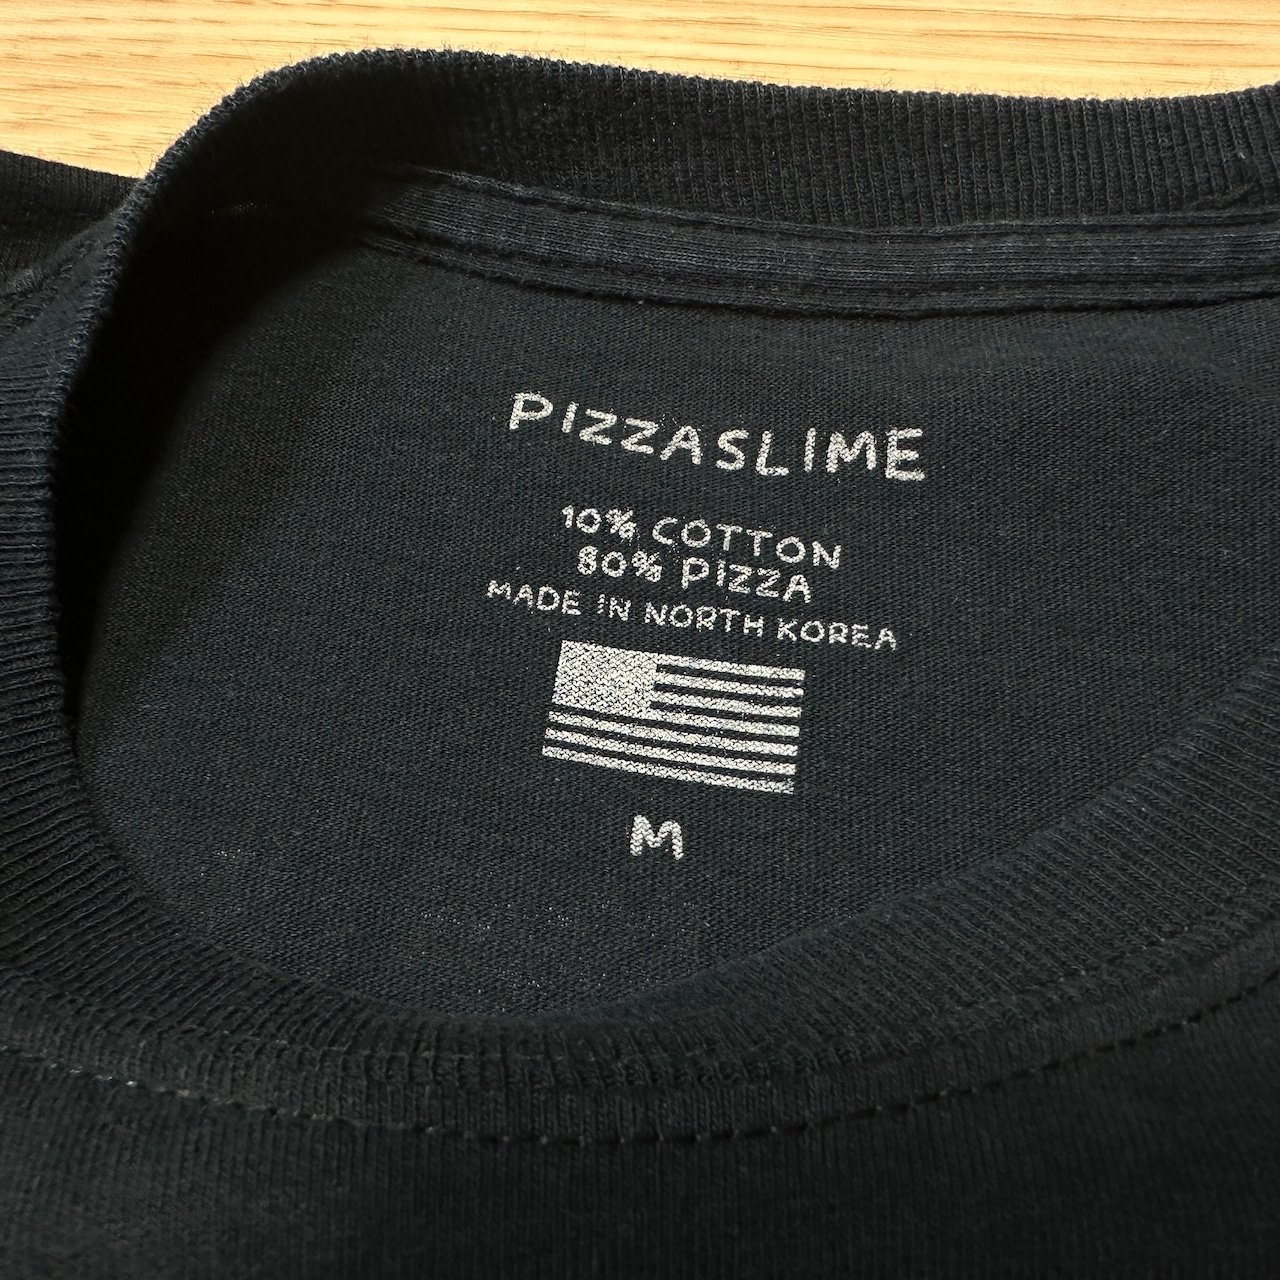 PIZZASLIME
10% COTTON
80% PIZZA
MADE IN NORTH KOREA
M